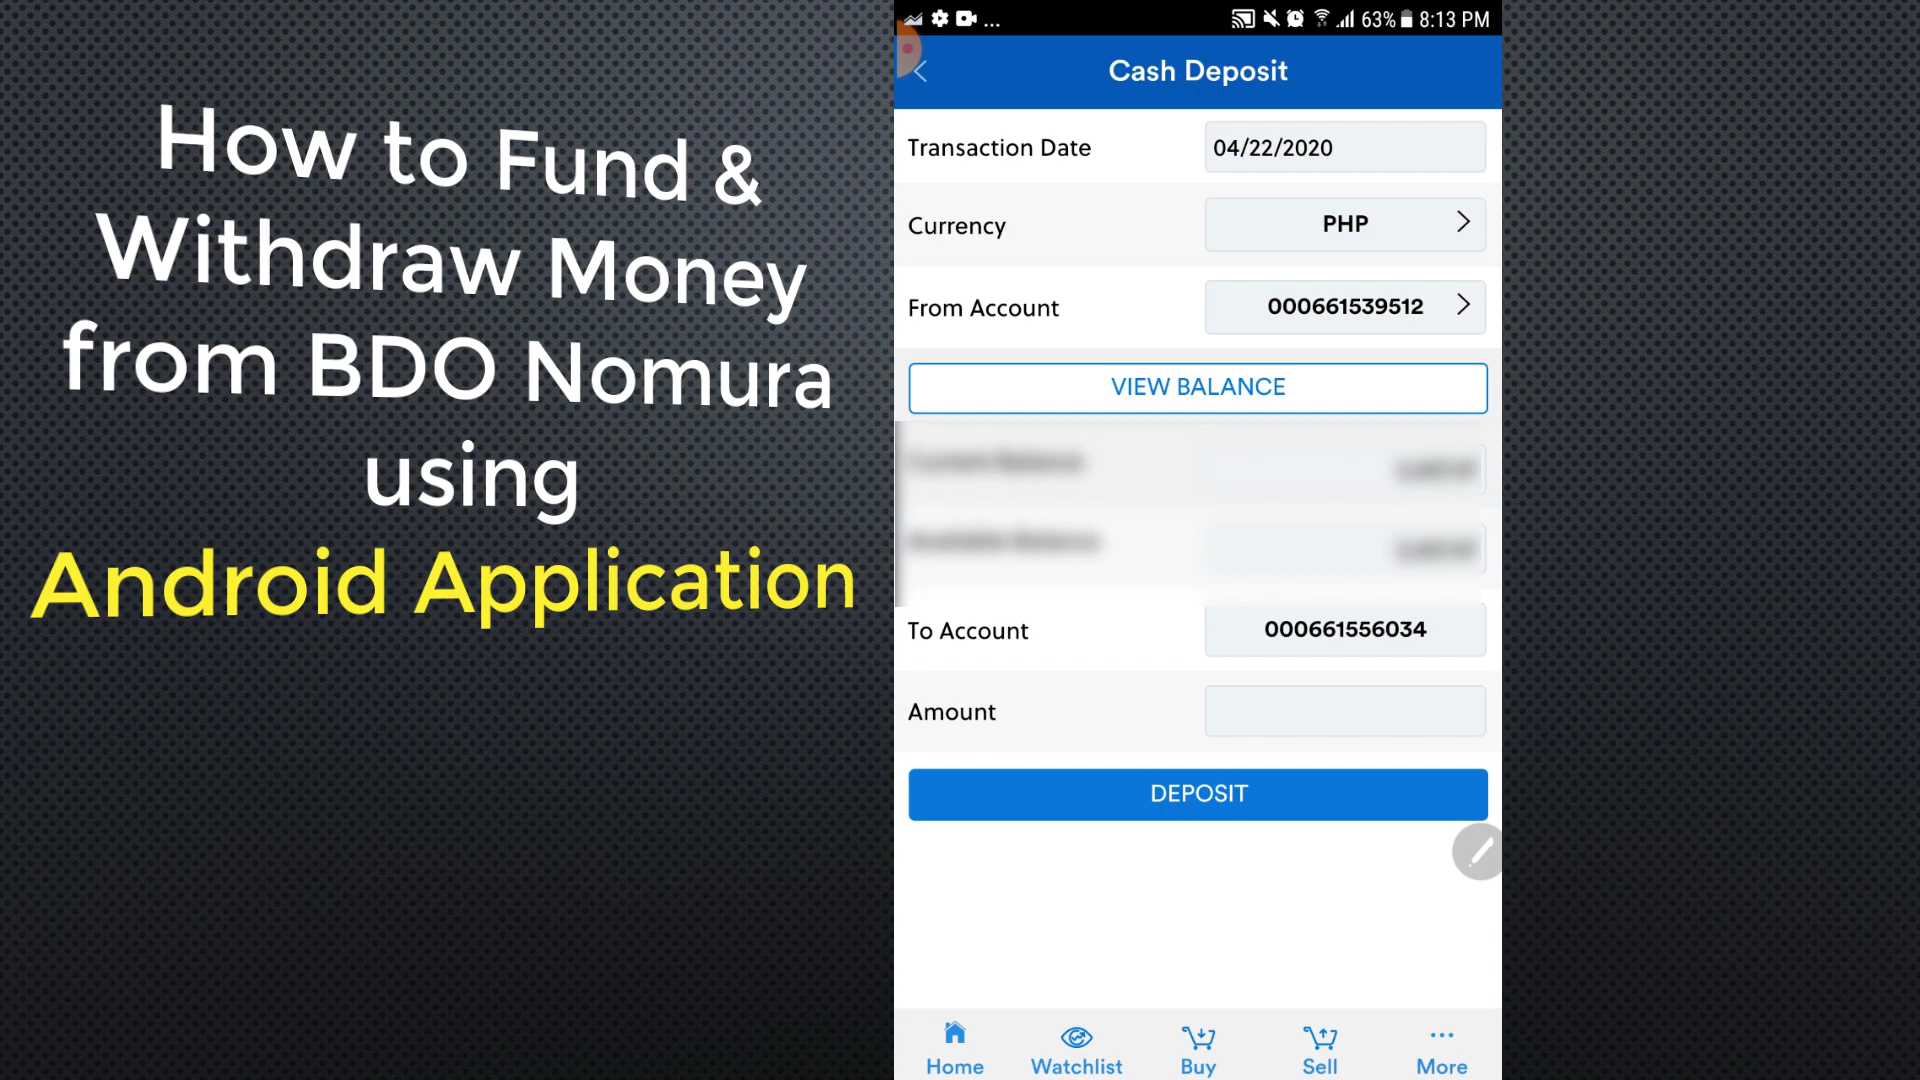 How to Fund &
Withdraw Money
from BDO Nomura
using
Android Application
... 63% 8:13 PM
Cash Deposit
Transaction Date 04/22/2020
Currency PHP
From Account 000661539512
VIEW BALANCE
To Account 000661556034
Amount
DEPOSIT
Home Watchlist Buy Sell More